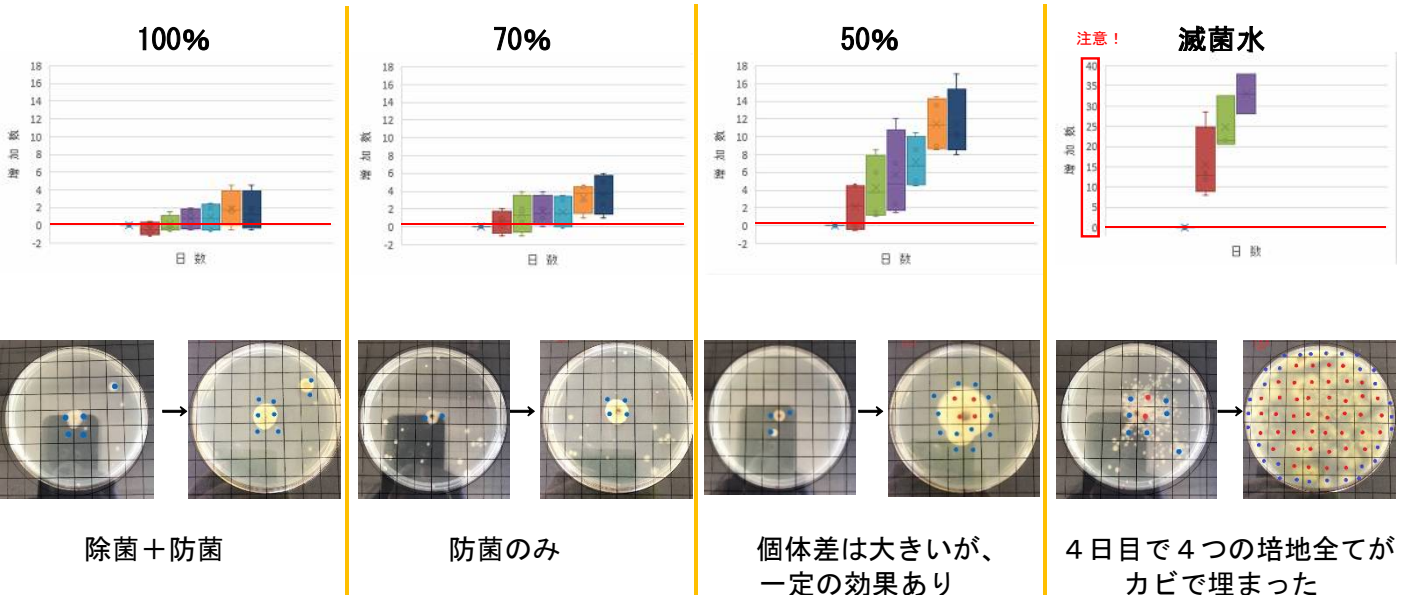 100%
18
16
14
12
10
8
6
4
2
0
-2
増加数
日数
除菌＋防菌
70%
18
16
14
12
10
8
6
4
2
0
-2
増加数
日数
防菌のみ
50%
18
16
14
12
10
8
6
4
2
0
-2
増加数
日数
個体差は大きいが、
一定の効果あり
注意！
滅菌水
40
35
30
25
20
15
10
5
0
増加数
日数
４日目で４つの培地全てが
カビで埋まった